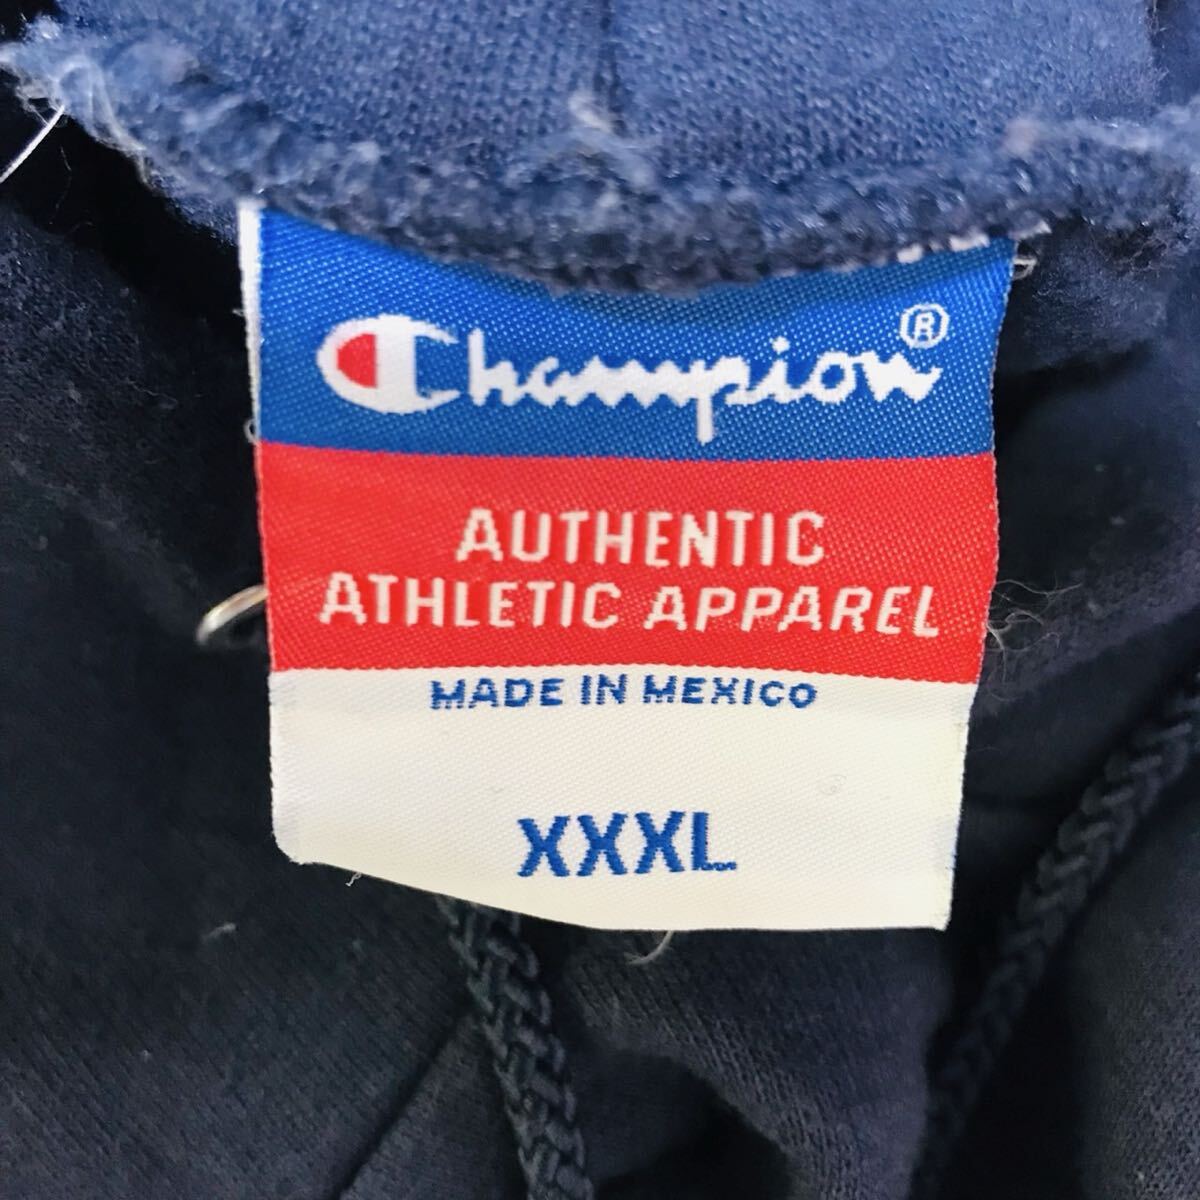 Champion®
AUTHENTIC
ATHLETIC APPAREL
MADE IN MEXICO
XXXL